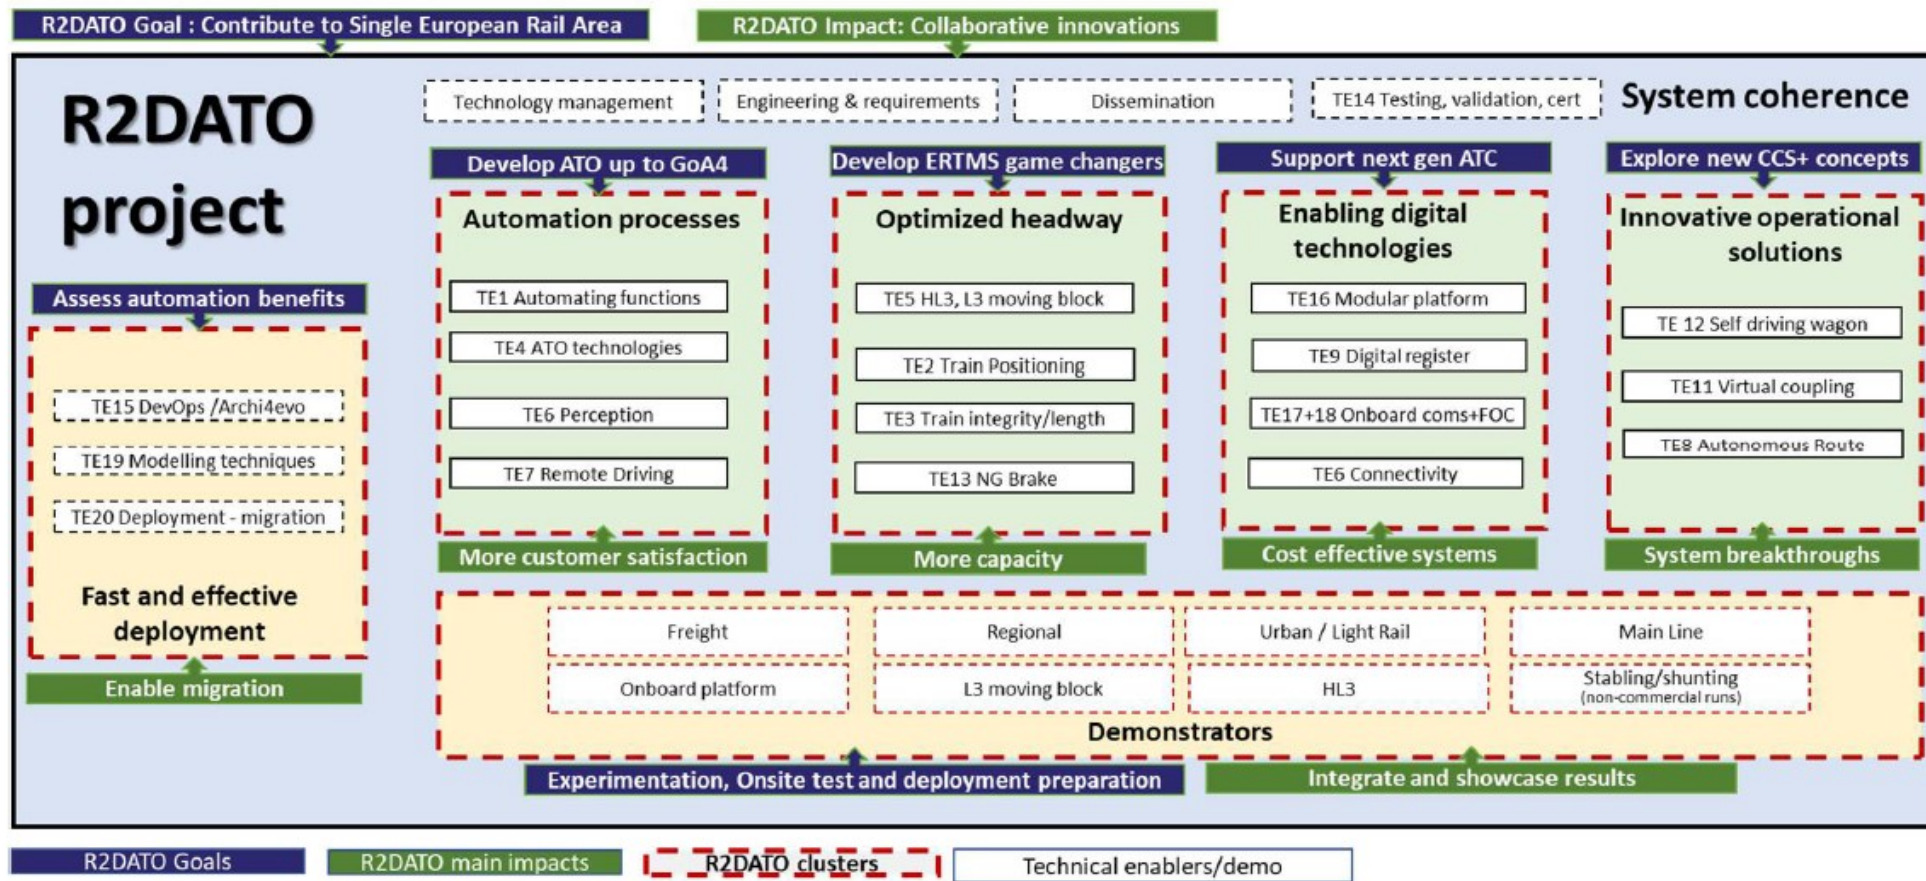 R2DATO Goal : Contribute to Single European Rail Area
R2DATO Impact: Collaborative innovations
R2DATO
project
Technology management
Engineering & requirements
Dissemination
TE14 Testing, validation, cert
System coherence
Assess automation benefits
TE15 DevOps /Archi4evo
TE19 Modelling techniques
TE20 Deployment - migration
Fast and effective
deployment
Enable migration
Develop ATO up to GoA4
Automation processes
TE1 Automating functions
TE4 ATO technologies
TE6 Perception
TE7 Remote Driving
More customer satisfaction
Develop ERTMS game changers
Optimized headway
TE5 HL3, L3 moving block
TE2 Train Positioning
TE3 Train integrity/length
TE13 NG Brake
More capacity
Support next gen ATC
Enabling digital
technologies
TE16 Modular platform
TE9 Digital register
TE17+18 Onboard coms+FOC
TE6 Connectivity
Cost effective systems
Explore new CCS+ concepts
Innovative operational
solutions
TE 12 Self driving wagon
TE11 Virtual coupling
TE8 Autonomous Route
System breakthroughs
Freight
Regional
Urban / Light Rail
Main Line
Onboard platform
L3 moving block
HL3
Stabling/shunting
(non-commercial runs)
Demonstrators
Experimentation, Onsite test and deployment preparation
Integrate and showcase results
R2DATO Goals
R2DATO main impacts
R2DATO clusters
Technical enablers/demo